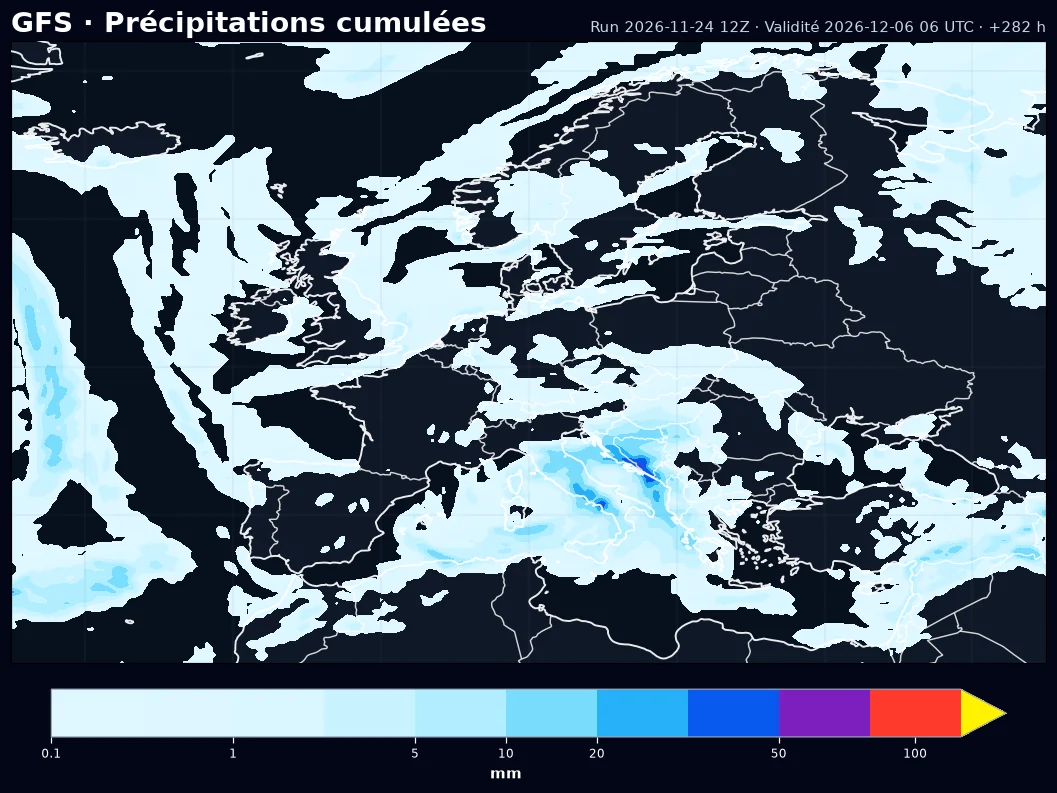 GFS · Précipitations cumulées
Run 2026-11-24 12Z · Validité 2026-12-06 06 UTC · +282 h
0.1 1 5 10 20 50 100
mm